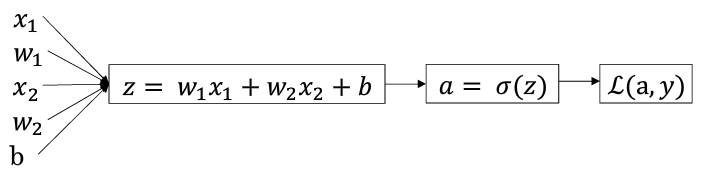 x₁
w₁
x₂
w₂
b
z = w₁x₁ + w₂x₂ + b
a = σ(z)
ℒ(a, y)